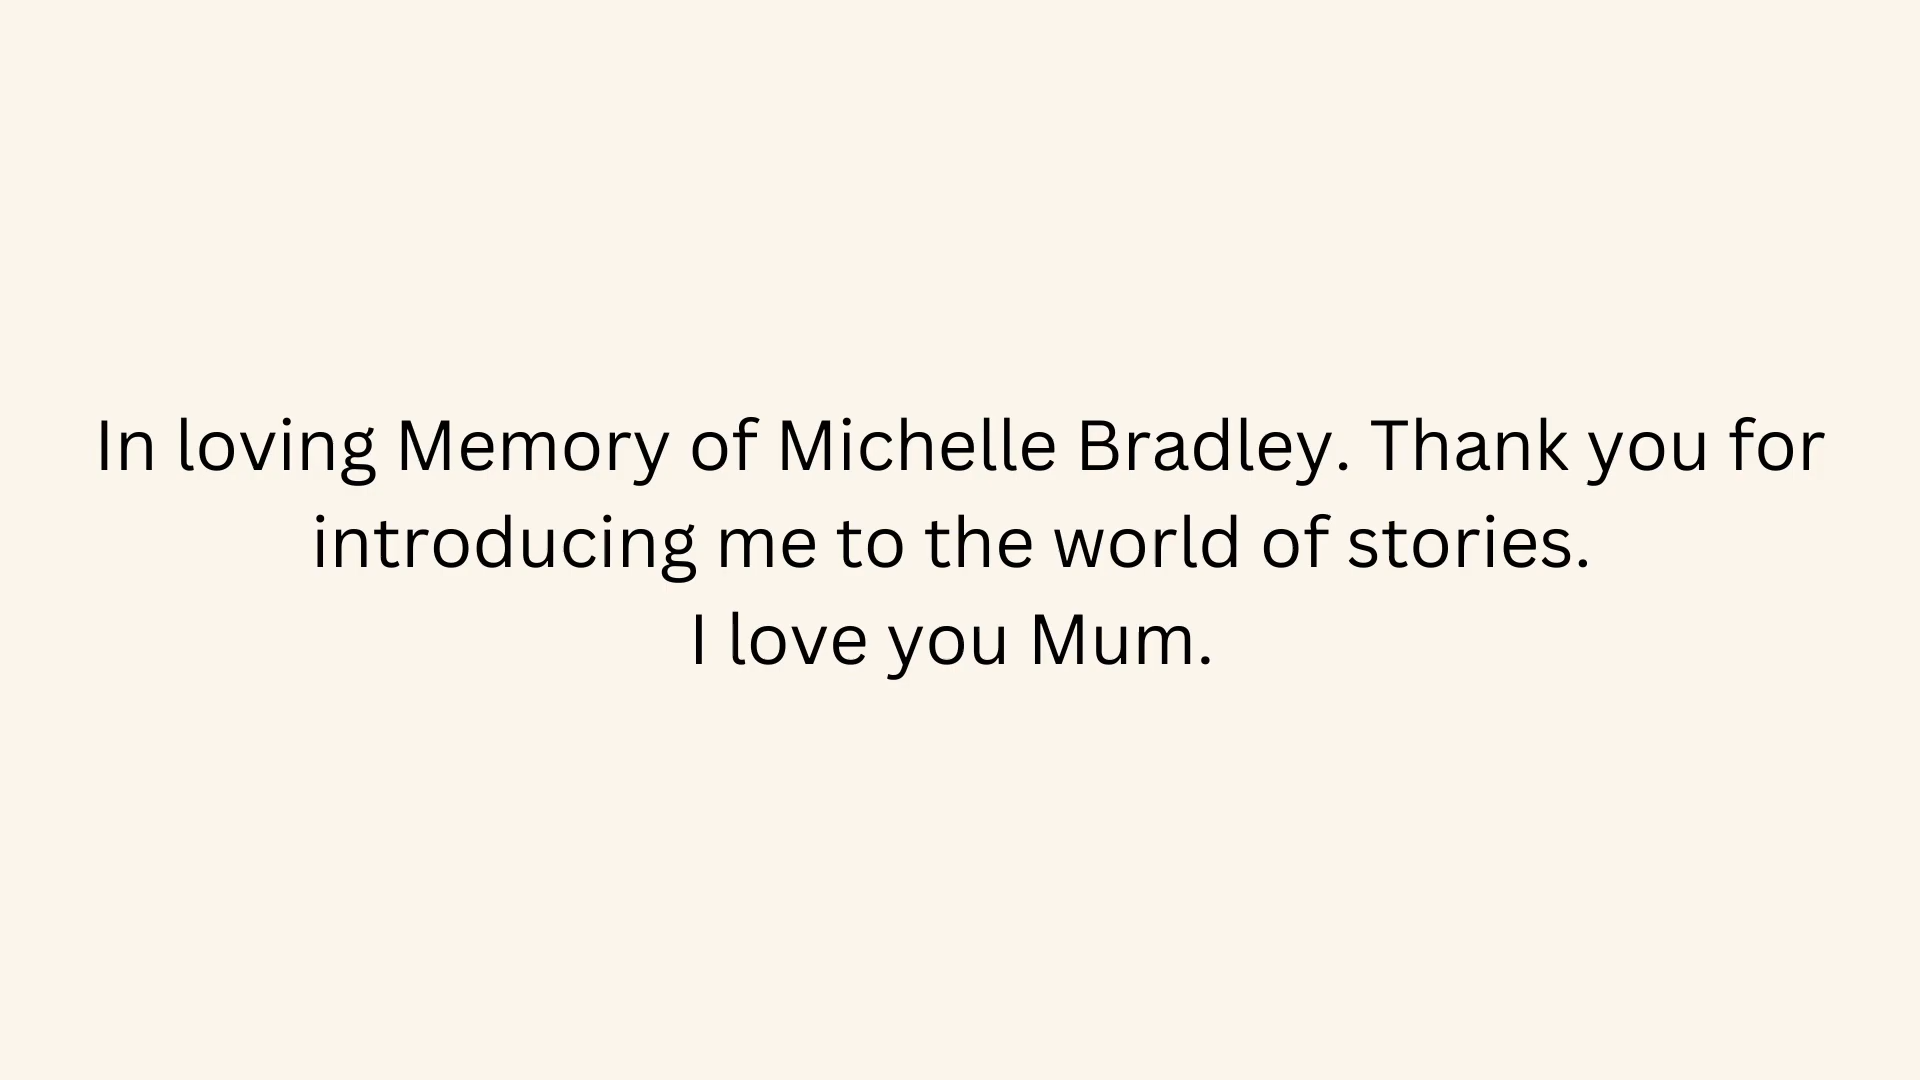 In loving Memory of Michelle Bradley. Thank you for
introducing me to the world of stories.
I love you Mum.